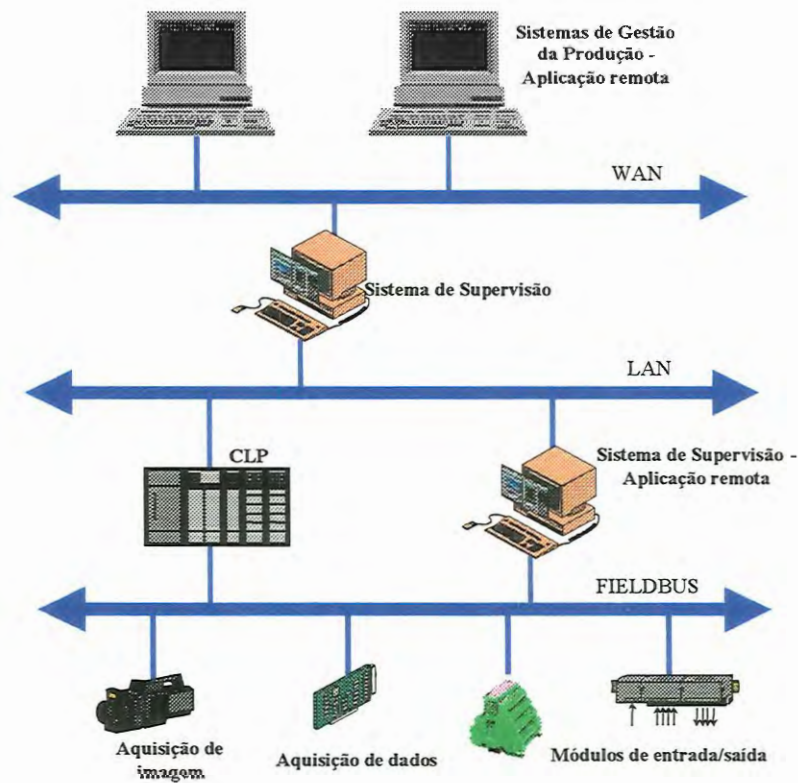 Sistemas de Gestão
da Produção -
Aplicação remota
WAN
Sistema de Supervisão
LAN
CLP
Sistema de Supervisão -
Aplicação remota
FIELDBUS
Aquisição de
imagem
Aquisição de dados
Módulos de entrada/saída